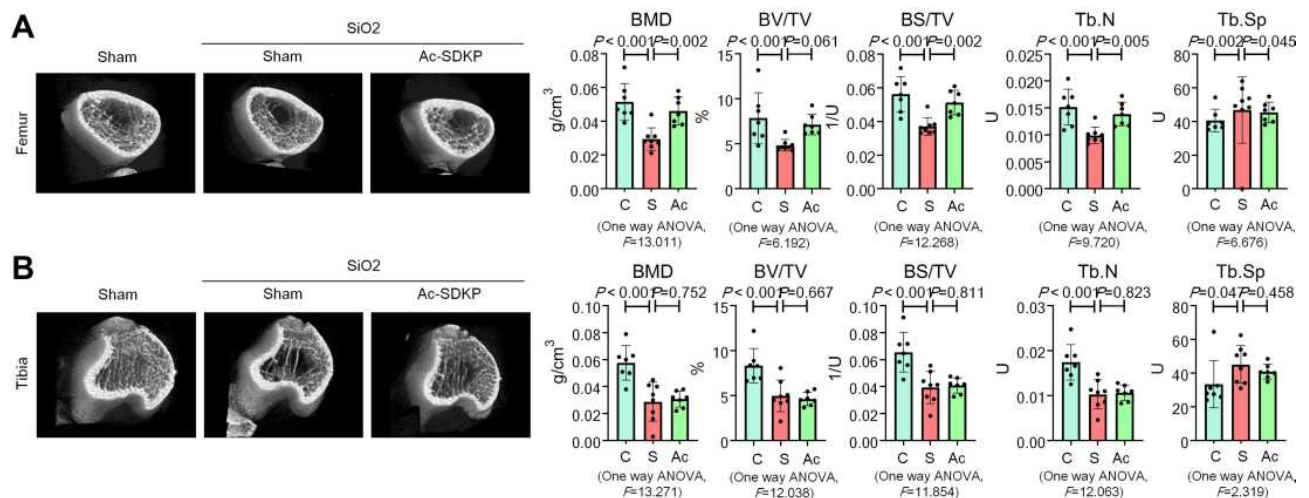 A
SiO2
Sham
Sham
Ac-SDKP
Femur
BMD
P < 0.001 P=0.002
g/cm3
0.08
0.06
0.04
0.02
0.00
C S Ac
(One way ANOVA,
F=13.011)
BV/TV
P < 0.001 P=0.061
%
15
10
5
0
C S Ac
(One way ANOVA,
F=6.192)
BS/TV
P < 0.001 P=0.002
1/U
0.08
0.06
0.04
0.02
0.00
C S Ac
(One way ANOVA,
F=12.268)
Tb.N
P < 0.001 P=0.005
U
0.025
0.020
0.015
0.010
0.005
0.000
C S Ac
(One way ANOVA,
F=9.720)
Tb.Sp
P=0.002 P=0.045
U
80
60
40
20
0
C S Ac
(One way ANOVA,
F=6.676)
B
SiO2
Sham
Sham
Ac-SDKP
Tibia
BMD
P < 0.001 P=0.752
g/cm3
0.10
0.08
0.06
0.04
0.02
0.00
C S Ac
(One way ANOVA,
F=13.271)
BV/TV
P < 0.001 P=0.667
%
15
10
5
0
C S Ac
(One way ANOVA,
F=12.038)
BS/TV
P < 0.001 P=0.811
1/U
0.10
0.08
0.06
0.04
0.02
0.00
C S Ac
(One way ANOVA,
F=11.854)
Tb.N
P < 0.001 P=0.823
U
0.03
0.02
0.01
0.00
C S Ac
(One way ANOVA,
F=12.063)
Tb.Sp
P=0.047 P=0.458
U
80
60
40
20
0
C S Ac
(One way ANOVA,
F=2.319)